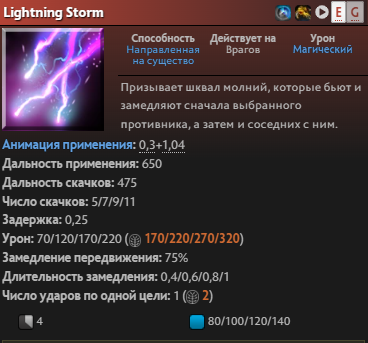 Lightning Storm
E G
Способность
Направленная
на существо
Действует на
Врагов
Урон
Магический
Призывает шквал молний, которые бьют и
замедляют сначала выбранного
противника, а затем и соседних с ним.
Анимация применения: 0,3+1,04
Дальность применения: 650
Дальность скачков: 475
Число скачков: 5/7/9/11
Задержка: 0,25
Урон: 70/120/170/220 (170/220/270/320)
Замедление передвижения: 75%
Длительность замедления: 0,4/0,6/0,8/1
Число ударов по одной цели: 1 (2)
4
80/100/120/140